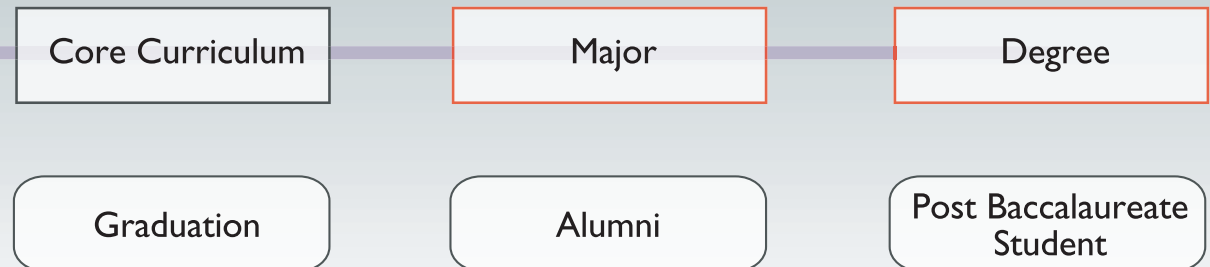 Core Curriculum
Major
Degree
Graduation
Alumni
Post Baccalaureate
Student